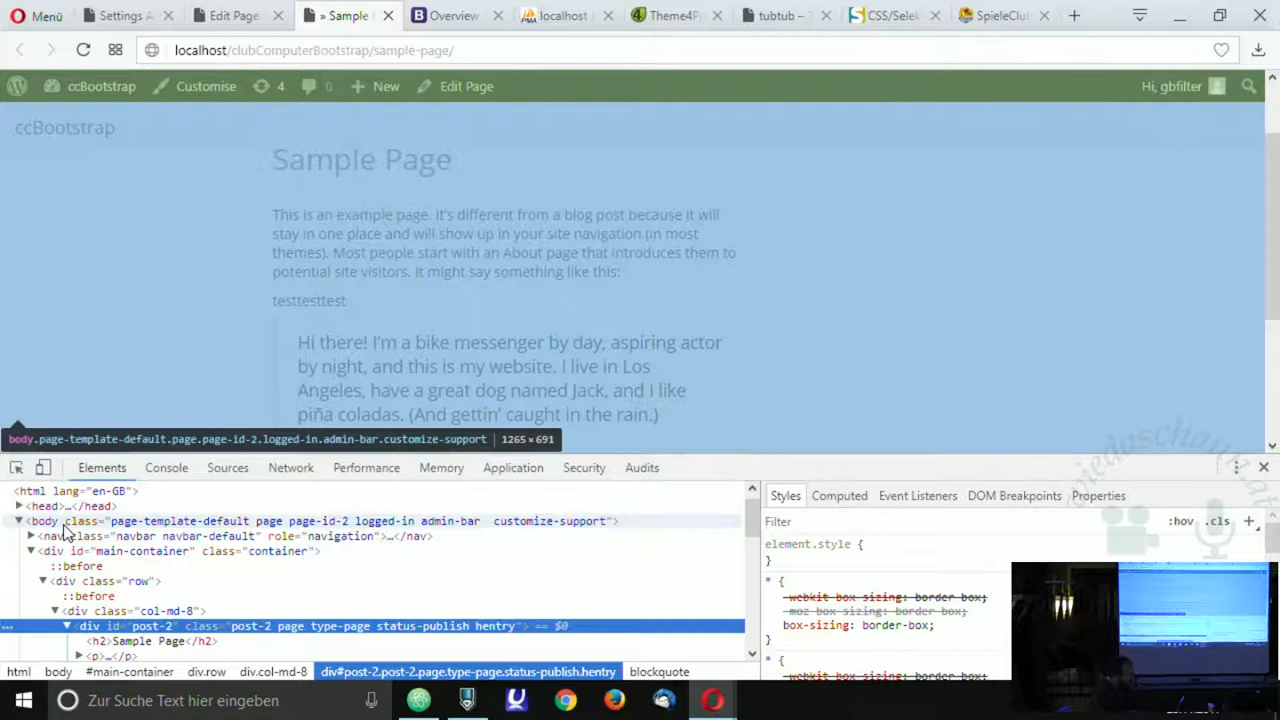 Menü
Settings A
Edit Page
» Sample
Overview
localhost
Theme4P
tubtub –
CSS/Selek
SpieleClu
localhost/clubComputerBootstrap/sample-page/
ccBootstrap
Customise
4
0
New
Edit Page
Hi, gbfilter
ccBootstrap
Sample Page
This is an example page. It's different from a blog post because it will
stay in one place and will show up in your site navigation (in most
themes). Most people start with an About page that introduces them to
potential site visitors. It might say something like this:
testtesttest
Hi there! I'm a bike messenger by day, aspiring actor
by night, and this is my website. I live in Los
Angeles, have a great dog named Jack, and I like
piña coladas. (And gettin' caught in the rain.)
body.page-template-default.page.page-id-2.logged-in.admin-bar.customize-support | 1265×691
Elements
Console
Sources
Network
Performance
Memory
Application
Security
Audits
<html lang="en-GB">
<head>…</head>
<body class="page-template-default page page-id-2 logged-in admin-bar  customize-support">
<nav class="navbar navbar-default" role="navigation">…</nav>
<div id="main-container" class="container">
::before
<div class="row">
::before
<div class="col-md-8">
<div id="post-2" class="post-2 page type-page status-publish hentry"> == $0
<h2>Sample Page</h2>
<p>…</p>
html
body
#main-container
div.row
div.col-md-8
div#post-2.post-2.page.type-page.status-publish.hentry
blockquote
Styles
Computed
Event Listeners
DOM Breakpoints
Properties
Filter
:hov
.cls
+
element.style {
}
* {
-webkit-box-sizing: border-box;
-moz-box-sizing: border-box;
box-sizing: border-box;
}
* {
-webkit-box-sizing: border-box;
wiedaschaun.at
Zur Suche Text hier eingeben